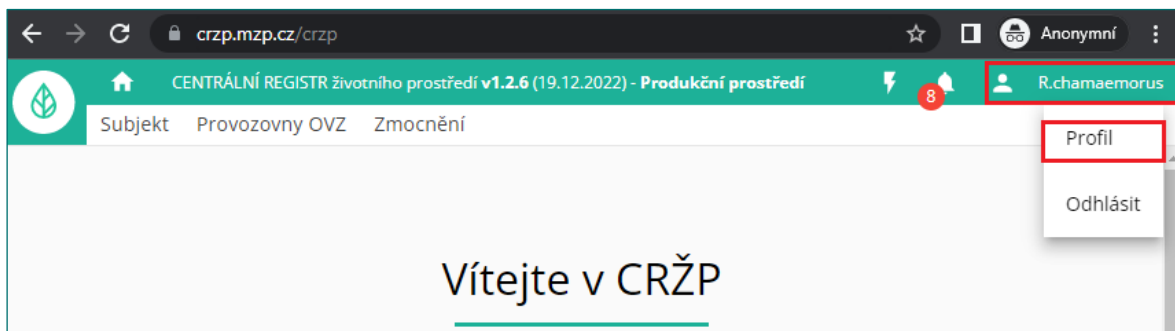 crzp.mzp.cz/crzp Anonymní
CENTRÁLNÍ REGISTR životního prostředí v1.2.6 (19.12.2022) - Produkční prostředí 8 R.chamaemorus
Subjekt Provozovny OVZ Zmocnění
Profil
Odhlásit
Vítejte v CRŽP